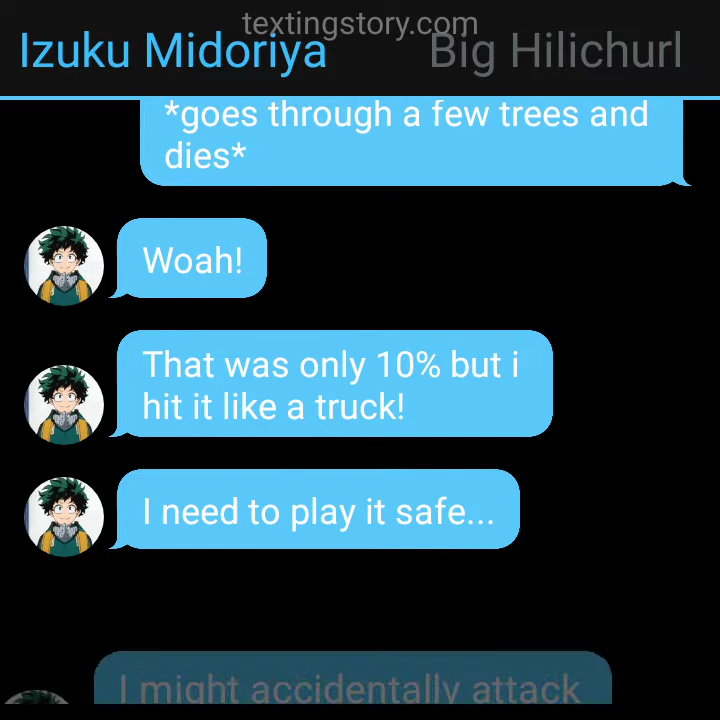 textingstory.com
Izuku Midoriya
Big Hilichurl
*goes through a few trees and
dies*
Woah!
That was only 10% but i
hit it like a truck!
I need to play it safe...
I might accidentally attack